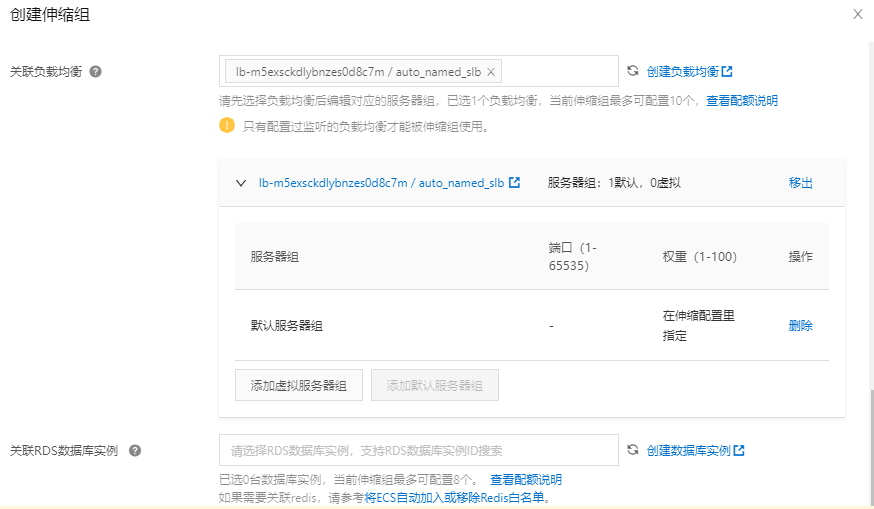 创建伸缩组
关联负载均衡
lb-m5exsckdlybnzes0d8c7m / auto_named_slb
创建负载均衡
请先选择负载均衡后编辑对应的服务器组，已选1个负载均衡，当前伸缩组最多可配置10个，查看配额说明
只有配置过监听的负载均衡才能被伸缩组使用。
lb-m5exsckdlybnzes0d8c7m / auto_named_slb 服务器组：1默认，0虚拟 移出
服务器组 端口（1-
65535） 权重（1-100） 操作
默认服务器组 - 在伸缩配置里
指定 删除
添加虚拟服务器组 添加默认服务器组
关联RDS数据库实例 请选择RDS数据库实例，支持RDS数据库实例ID搜索 创建数据库实例
已选0台数据库实例，当前伸缩组最多可配置8个。 查看配额说明
如果需要关联redis，请参考将ECS自动加入或移除Redis白名单。